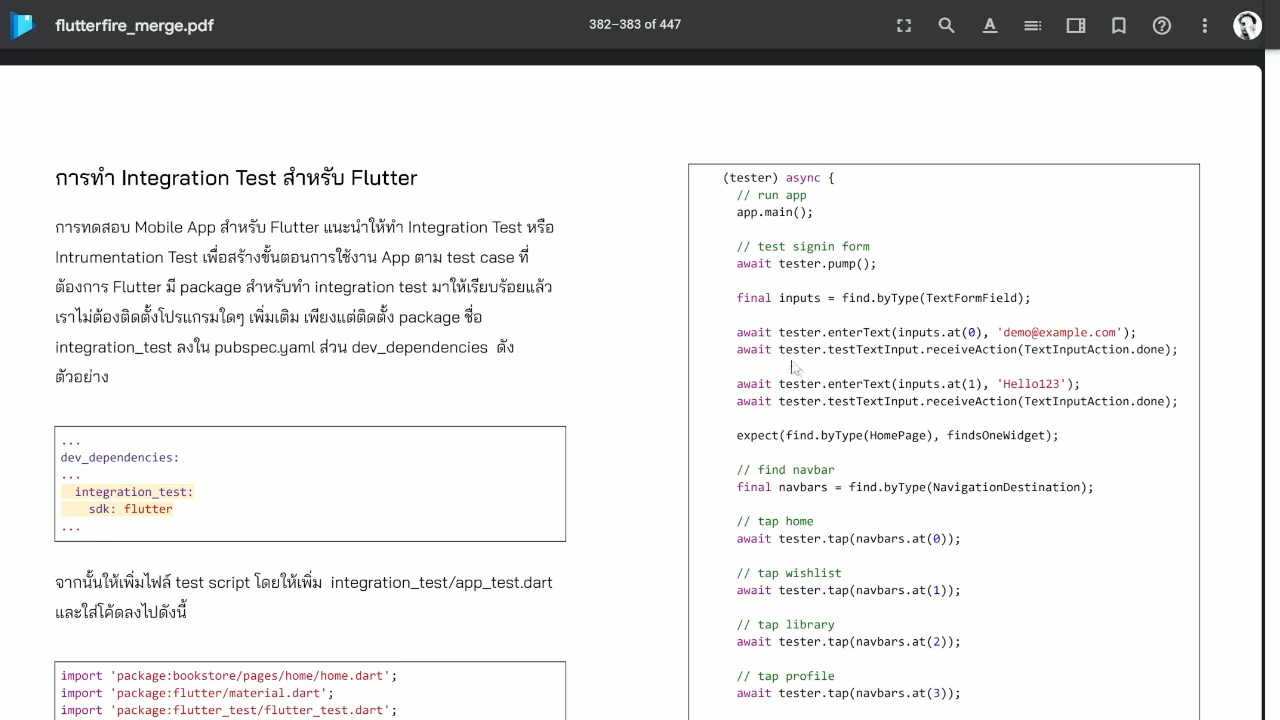 flutterfire_merge.pdf
382–383 of 447
การทำ Integration Test สำหรับ Flutter
การทดสอบ Mobile App สำหรับ Flutter แนะนำให้ทำ Integration Test หรือ
Intrumentation Test เพื่อสร้างขั้นตอนการใช้งาน App ตาม test case ที่
ต้องการ Flutter มี package สำหรับทำ integration test มาให้เรียบร้อยแล้ว
เราไม่ต้องติดตั้งโปรแกรมใดๆ เพิ่มเติม เพียงแต่ติดตั้ง package ชื่อ
integration_test ลงใน pubspec.yaml ส่วน dev_dependencies ดัง
ตัวอย่าง
...
dev_dependencies:
...
  integration_test:
    sdk: flutter
...
จากนั้นให้เพิ่มไฟล์ test script โดยให้เพิ่ม integration_test/app_test.dart
และใส่โค้ดลงไปดังนี้
import 'package:bookstore/pages/home/home.dart';
import 'package:flutter/material.dart';
import 'package:flutter_test/flutter_test.dart';
(tester) async {
  // run app
  app.main();
  // test signin form
  await tester.pump();
  final inputs = find.byType(TextFormField);
  await tester.enterText(inputs.at(0), 'demo@example.com');
  await tester.testTextInput.receiveAction(TextInputAction.done);
  await tester.enterText(inputs.at(1), 'Hello123');
  await tester.testTextInput.receiveAction(TextInputAction.done);
  expect(find.byType(HomePage), findsOneWidget);
  // find navbar
  final navbars = find.byType(NavigationDestination);
  // tap home
  await tester.tap(navbars.at(0));
  // tap wishlist
  await tester.tap(navbars.at(1));
  // tap library
  await tester.tap(navbars.at(2));
  // tap profile
  await tester.tap(navbars.at(3));